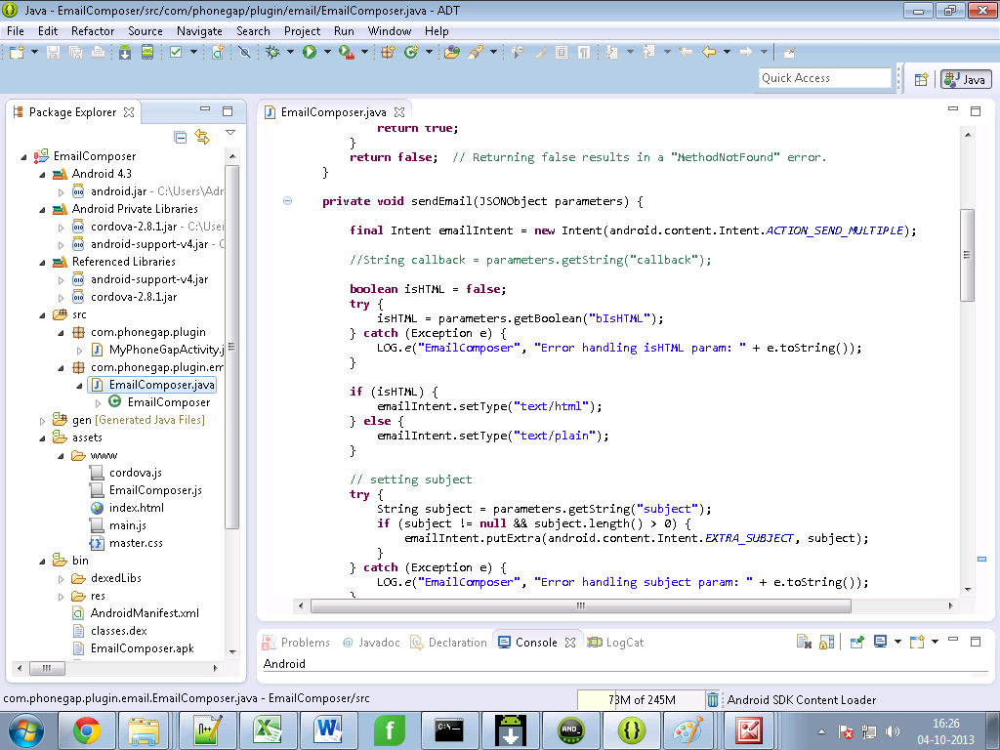 Java - EmailComposer/src/com/phonegap/plugin/email/EmailComposer.java - ADT
File Edit Refactor Source Navigate Search Project Run Window Help
Quick Access
Java
Package Explorer
EmailComposer
Android 4.3
android.jar - C:\Users\Adr
Android Private Libraries
cordova-2.8.1.jar - C:\User
android-support-v4.jar - C
Referenced Libraries
android-support-v4.jar
cordova-2.8.1.jar
src
com.phonegap.plugin
MyPhoneGapActivity.j
com.phonegap.plugin.em
EmailComposer.java
EmailComposer
gen [Generated Java Files]
assets
www
cordova.js
EmailComposer.js
index.html
main.js
master.css
bin
dexedLibs
res
AndroidManifest.xml
classes.dex
EmailComposer.apk
EmailComposer.java
return true;
}
return false;  // Returning false results in a "MethodNotFound" error.
}
private void sendEmail(JSONObject parameters) {
final Intent emailIntent = new Intent(android.content.Intent.ACTION_SEND_MULTIPLE);
//String callback = parameters.getString("callback");
boolean isHTML = false;
try {
isHTML = parameters.getBoolean("bIsHTML");
} catch (Exception e) {
LOG.e("EmailComposer", "Error handling isHTML param: " + e.toString());
}
if (isHTML) {
emailIntent.setType("text/html");
} else {
emailIntent.setType("text/plain");
}
// setting subject
try {
String subject = parameters.getString("subject");
if (subject != null && subject.length() > 0) {
emailIntent.putExtra(android.content.Intent.EXTRA_SUBJECT, subject);
}
} catch (Exception e) {
LOG.e("EmailComposer", "Error handling subject param: " + e.toString());
}
Problems @ Javadoc Declaration Console LogCat
Android
com.phonegap.plugin.email.EmailComposer.java - EmailComposer/src
73M of 245M
Android SDK Content Loader
16:26
04-10-2013